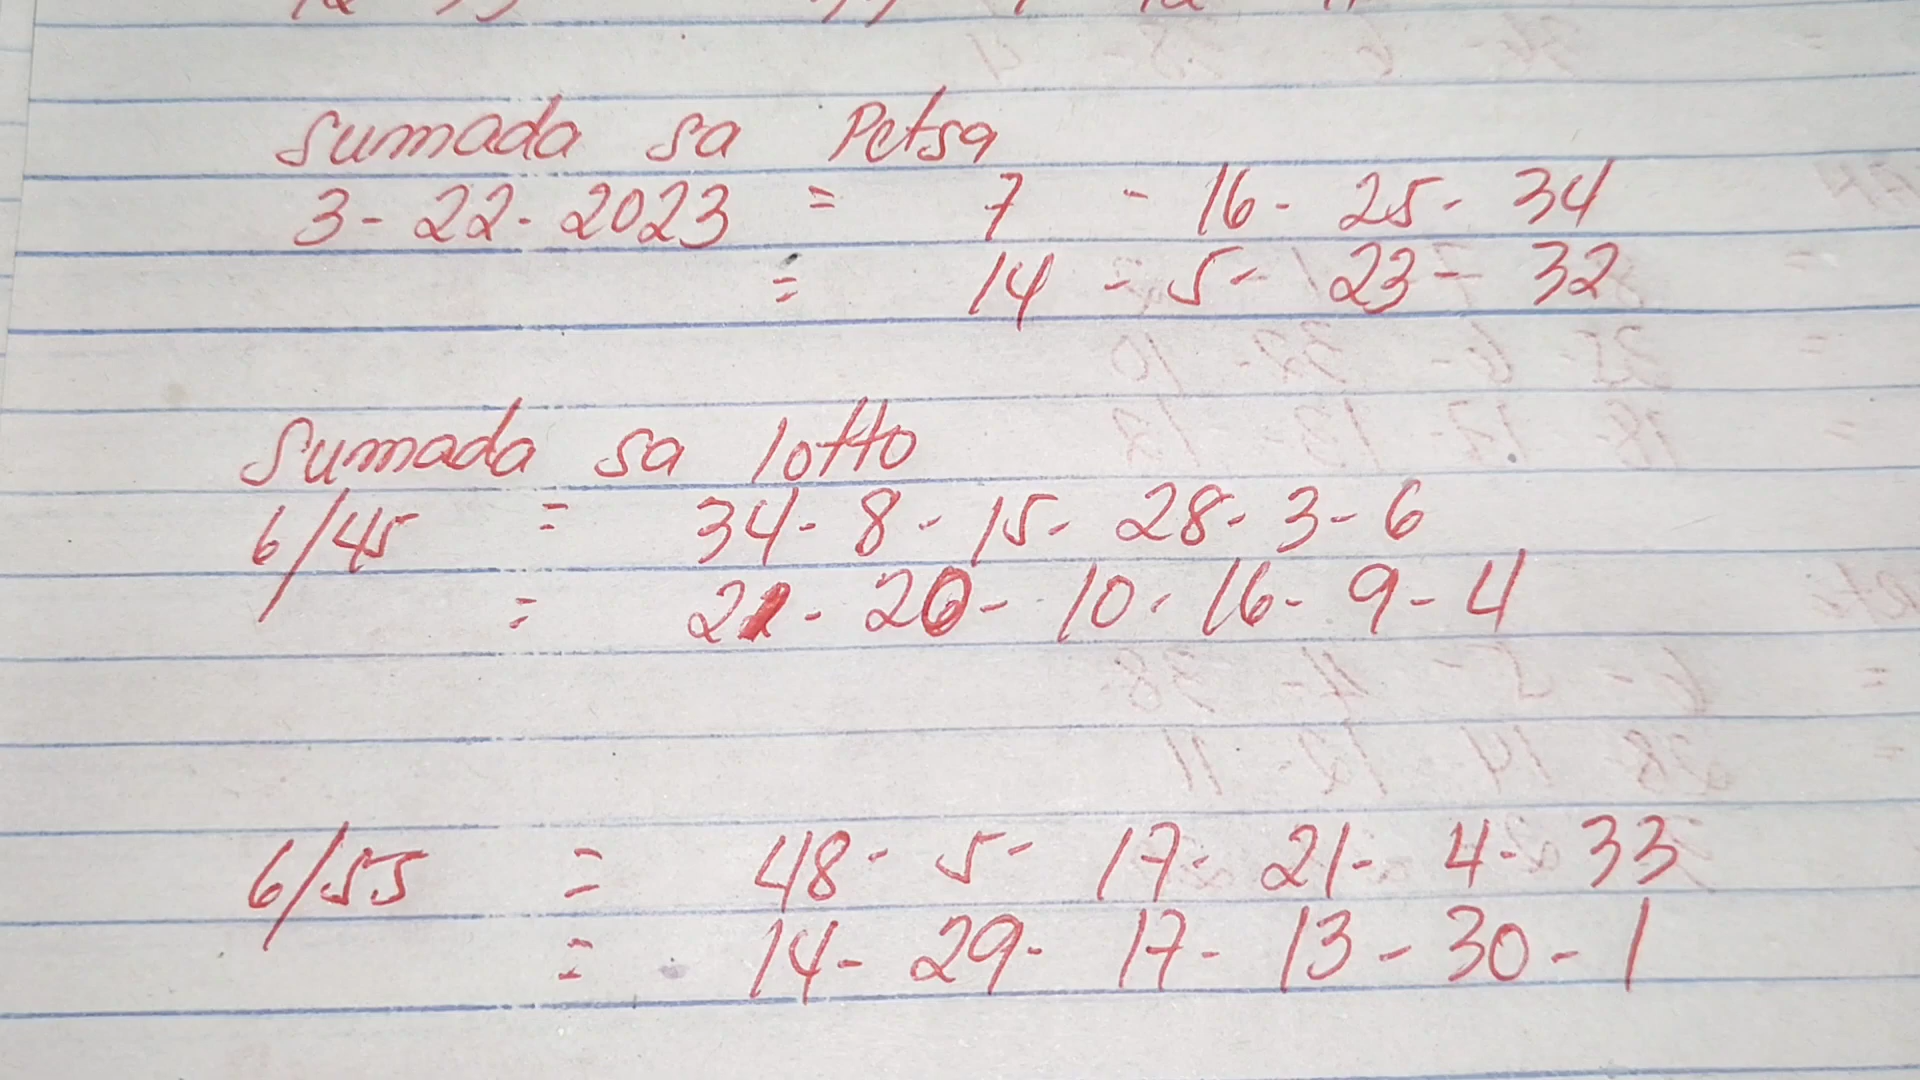 Sumada sa Petsa
3-22-2023 = 7 - 16- 25- 34
= 14 - 5- 23- 32
Sumada sa lotto
6/45 = 34- 8- 15- 28- 3- 6
= 21- 20- 10- 16- 9- 4
6/55 = 48- 5- 17- 21- 4- 33
= 14- 29- 17- 13- 30- 1